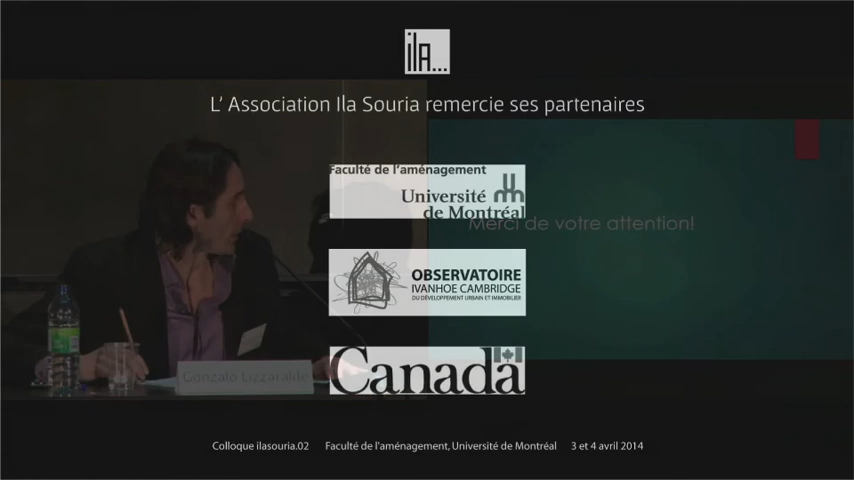 ila...
L' Association Ila Souria remercie ses partenaires
Faculté de l'aménagement
Université
de Montréal
Merci de votre attention!
OBSERVATOIRE
IVANHOE CAMBRIDGE
DU DÉVELOPPEMENT URBAIN ET IMMOBILIER
Gonzalo Lizzaralde
Canada
Colloque ilasouria.02 Faculté de l'aménagement, Université de Montréal 3 et 4 avril 2014